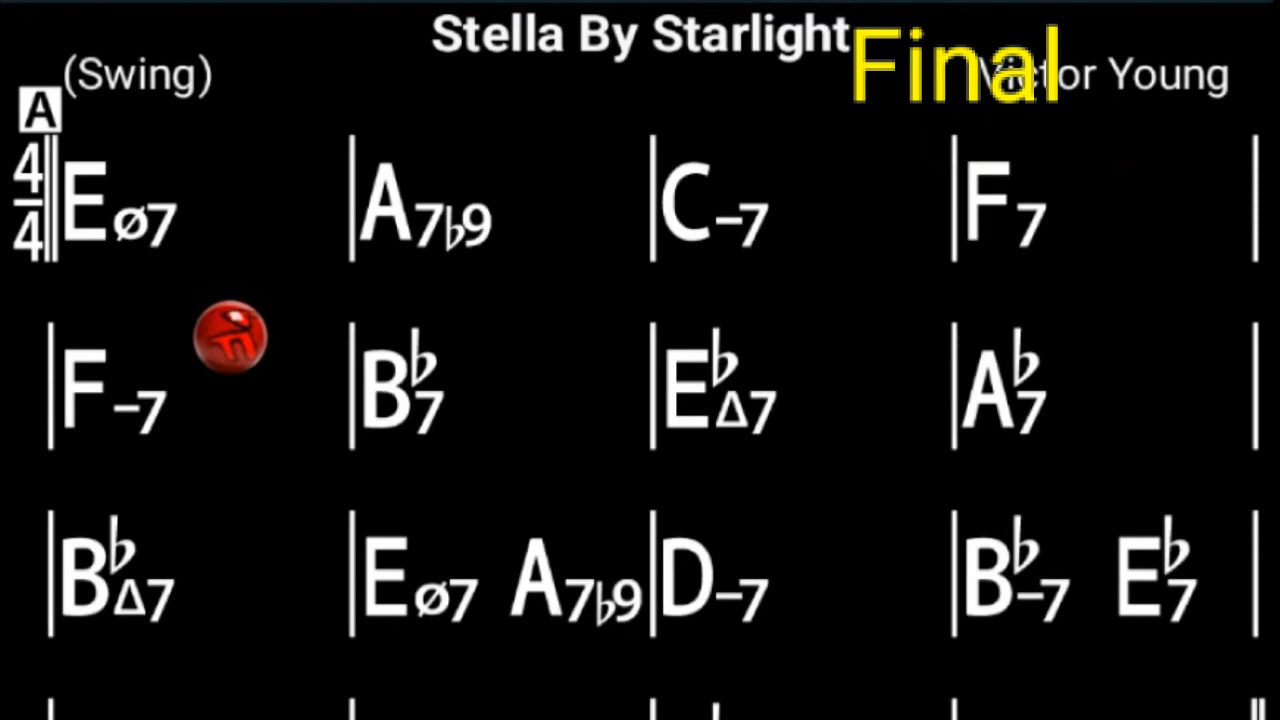 Stella By Starlight
Final
(Swing)
Victor Young
A
4/4
Eø7 A7♭9 C–7 F7
F–7 B♭7 E♭Δ7 A♭7
B♭Δ7 Eø7 A7♭9 D–7 B♭–7 E♭7